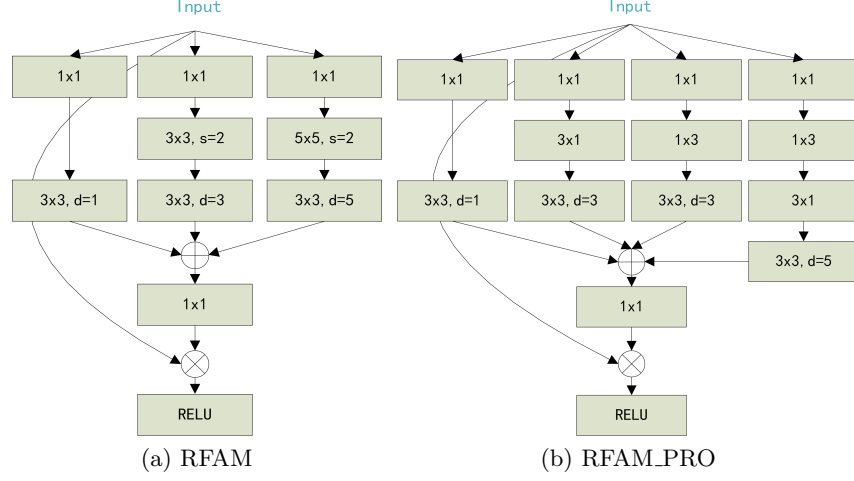 Input
1x1
1x1
1x1
3x3, s=2
5x5, s=2
3x3, d=1
3x3, d=3
3x3, d=5
1x1
RELU
(a) RFAM
Input
1x1
1x1
1x1
1x1
3x1
1x3
1x3
3x3, d=1
3x3, d=3
3x3, d=3
3x1
3x3, d=5
1x1
RELU
(b) RFAM_PRO